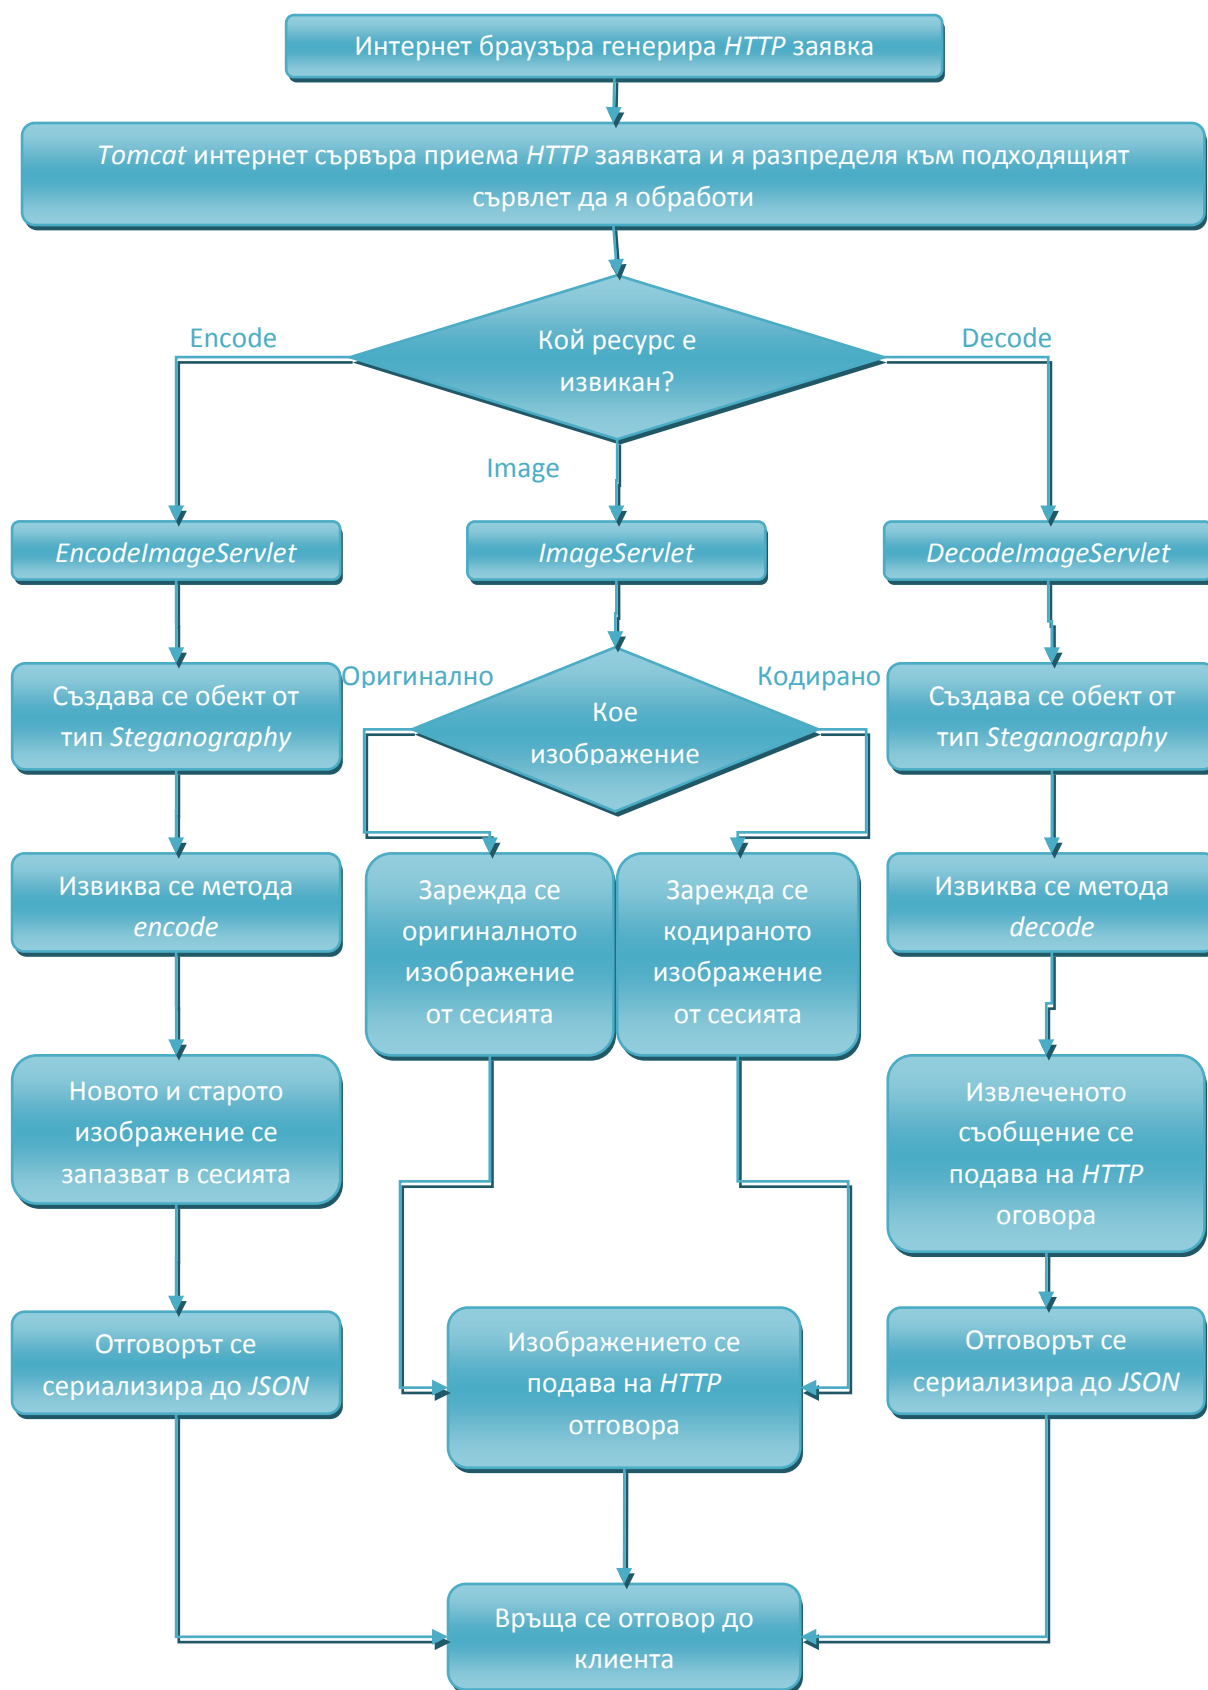 Интернет браузъра генерира HTTP заявка
Tomcat интернет сървъра приема HTTP заявката и я разпределя към подходящият
сървлет да я обработи
Кой ресурс е
извикан?
Encode
Image
Decode
EncodeImageServlet
ImageServlet
DecodeImageServlet
Създава се обект от
тип Steganography
Оригинално
Кое
изображение
Кодирано
Създава се обект от
тип Steganography
Извиква се метода
encode
Зарежда се
оригиналното
изображение
от сесията
Зарежда се
кодираното
изображение
от сесията
Извиква се метода
decode
Новото и старото
изображение се
запазват в сесията
Извлеченото
съобщение се
подава на HTTP
оговора
Отговорът се
сериализира до JSON
Изображението се
подава на HTTP
отговора
Отговорът се
сериализира до JSON
Връща се отговор до
клиента